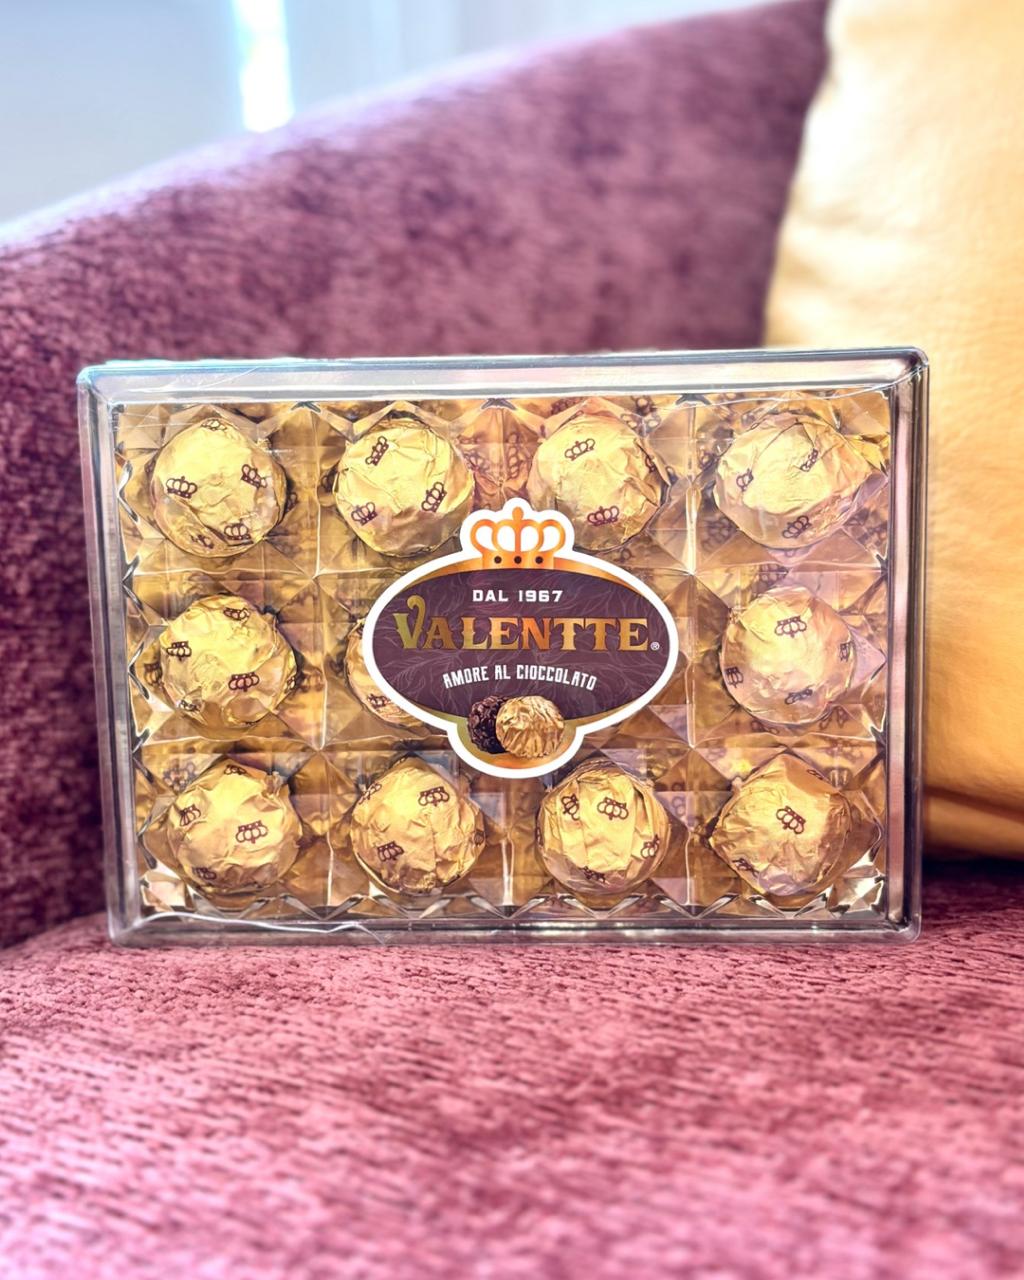 DAL 1967
VALENTTE®
AMORE AL CIOCCOLATO